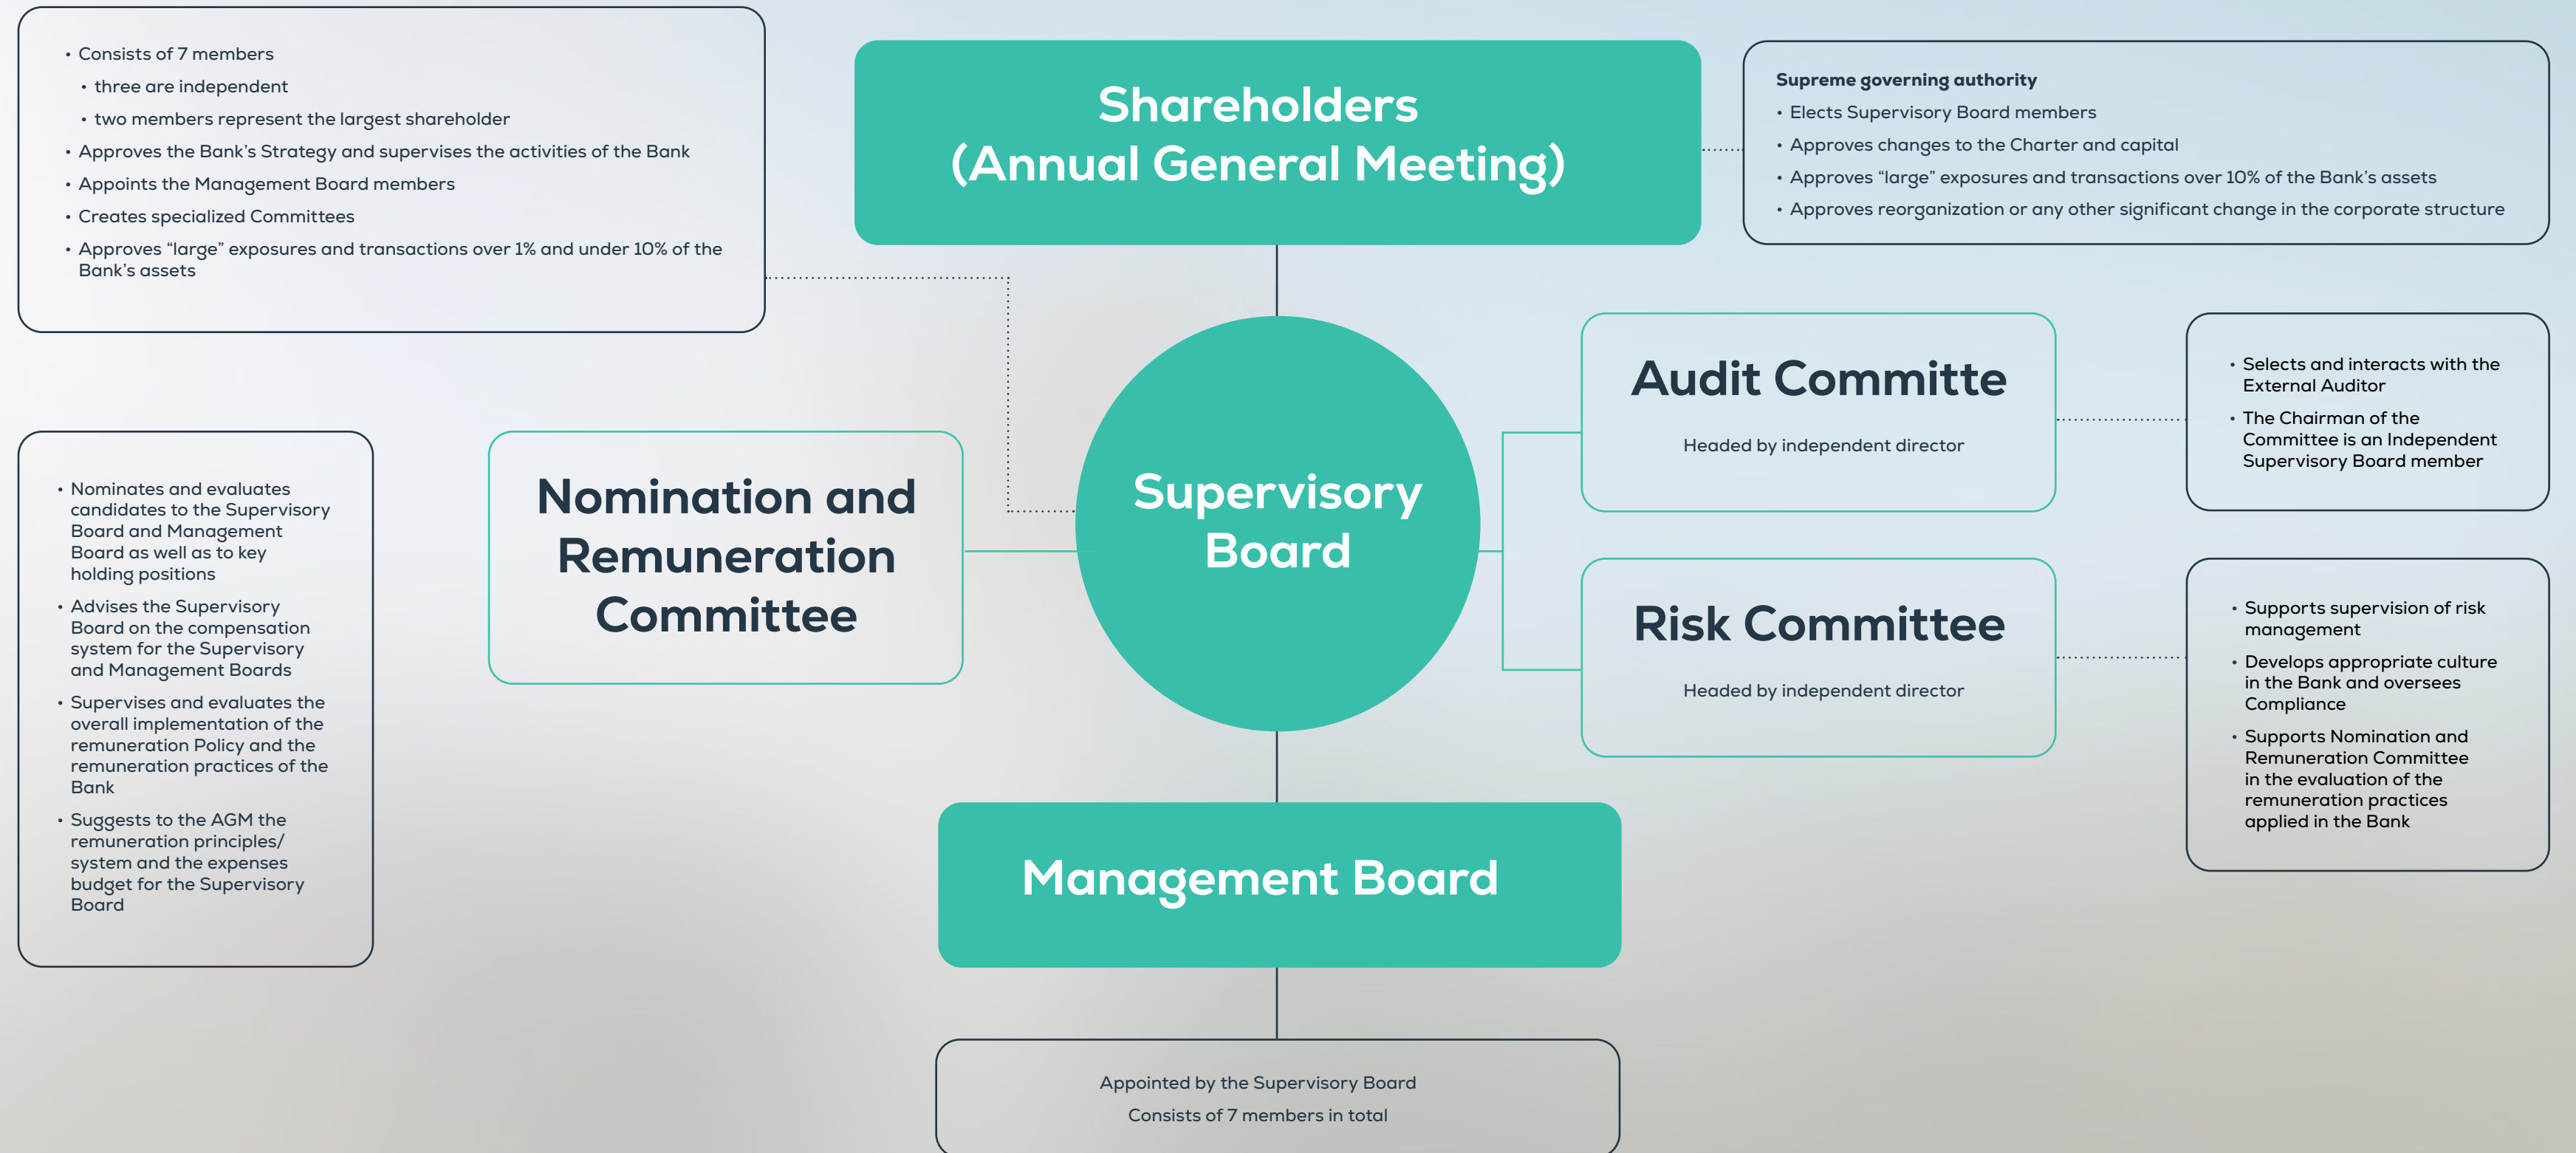 • Consists of 7 members
• three are independent
• two members represent the largest shareholder
• Approves the Bank’s Strategy and supervises the activities of the Bank
• Appoints the Management Board members
• Creates specialized Committees
• Approves “large” exposures and transactions over 1% and under 10% of the
Bank’s assets
Shareholders
(Annual General Meeting)
Supreme governing authority
• Elects Supervisory Board members
• Approves changes to the Charter and capital
• Approves “large” exposures and transactions over 10% of the Bank’s assets
• Approves reorganization or any other significant change in the corporate structure
• Nominates and evaluates
candidates to the Supervisory
Board and Management
Board as well as to key
holding positions
• Advises the Supervisory
Board on the compensation
system for the Supervisory
and Management Boards
• Supervises and evaluates the
overall implementation of the
remuneration Policy and the
remuneration practices of the
Bank
• Suggests to the AGM the
remuneration principles/
system and the expenses
budget for the Supervisory
Board
Nomination and
Remuneration
Committee
Supervisory
Board
Audit Committe
Headed by independent director
• Selects and interacts with the
External Auditor
• The Chairman of the
Committee is an Independent
Supervisory Board member
Risk Committee
Headed by independent director
• Supports supervision of risk
management
• Develops appropriate culture
in the Bank and oversees
Compliance
• Supports Nomination and
Remuneration Committee
in the evaluation of the
remuneration practices
applied in the Bank
Management Board
Appointed by the Supervisory Board
Consists of 7 members in total